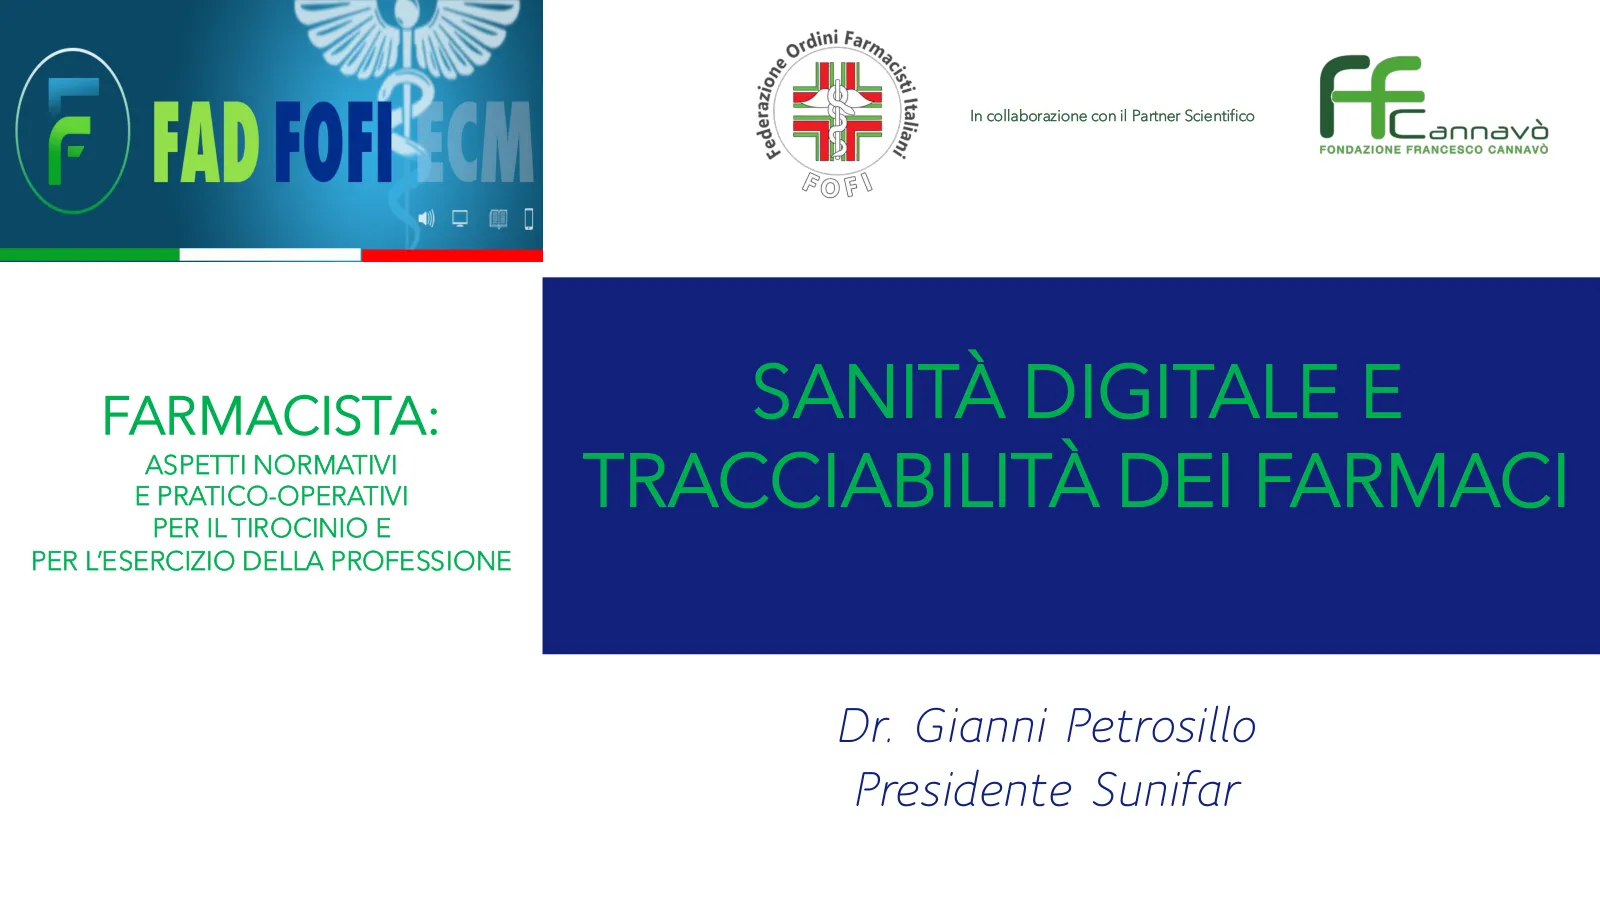 FAD FOFI ECM
Federazione Ordini Farmacisti Italiani
FOFI
In collaborazione con il Partner Scientifico
Cannavò
FONDAZIONE FRANCESCO CANNAVÒ
FARMACISTA:
ASPETTI NORMATIVI
E PRATICO-OPERATIVI
PER IL TIROCINIO E
PER L’ESERCIZIO DELLA PROFESSIONE
SANITÀ DIGITALE E
TRACCIABILITÀ DEI FARMACI
Dr. Gianni Petrosillo
Presidente Sunifar